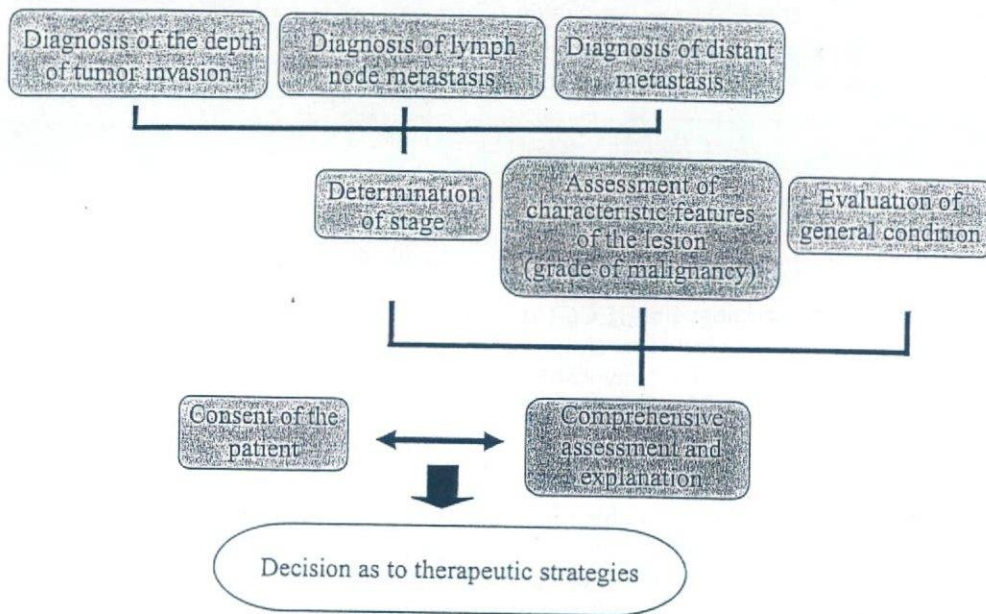 Diagnosis of the depth
of tumor invasion
Diagnosis of lymph
node metastasis
Diagnosis of distant
metastasis
Determination
of stage
Assessment of
characteristic features
of the lesion
(grade of malignancy)
Evaluation of
general condition
Consent of the
patient
Comprehensive
assessment and
explanation
Decision as to therapeutic strategies